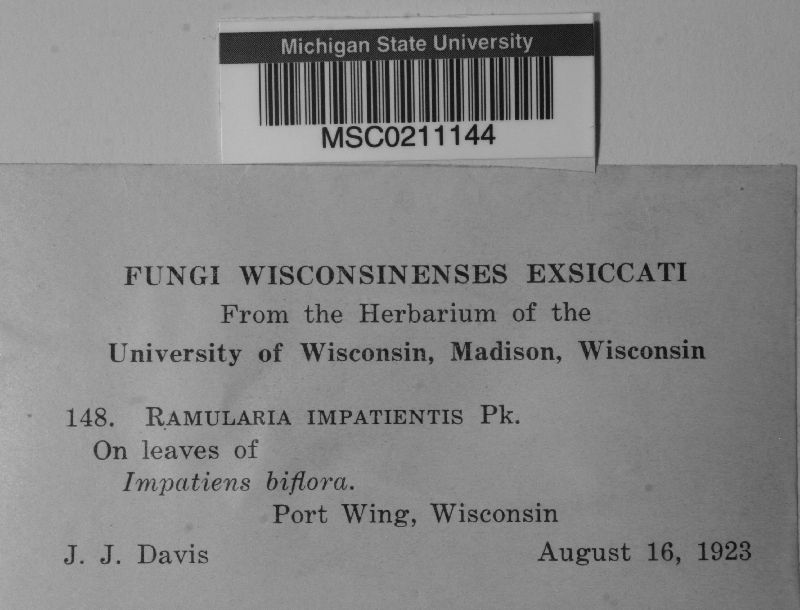 Michigan State University
MSC0211144
FUNGI WISCONSINENSES EXSICCATI
From the Herbarium of the
University of Wisconsin, Madison, Wisconsin
148. RAMULARIA IMPATIENTIS Pk.
On leaves of
Impatiens biflora.
Port Wing, Wisconsin
J. J. Davis August 16, 1923